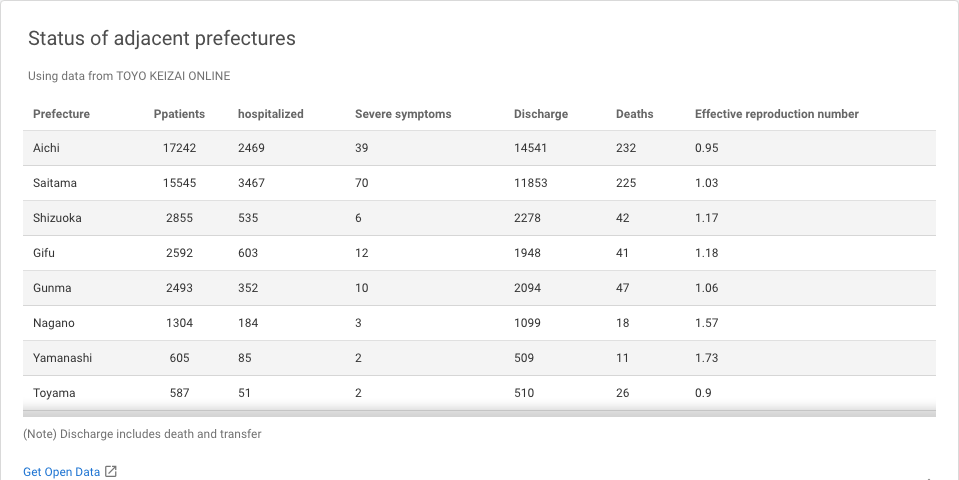 Status of adjacent prefectures
Using data from TOYO KEIZAI ONLINE
Prefecture Ppatients hospitalized Severe symptoms Discharge Deaths Effective reproduction number
Aichi 17242 2469 39 14541 232 0.95
Saitama 15545 3467 70 11853 225 1.03
Shizuoka 2855 535 6 2278 42 1.17
Gifu 2592 603 12 1948 41 1.18
Gunma 2493 352 10 2094 47 1.06
Nagano 1304 184 3 1099 18 1.57
Yamanashi 605 85 2 509 11 1.73
Toyama 587 51 2 510 26 0.9
(Note) Discharge includes death and transfer
Get Open Data